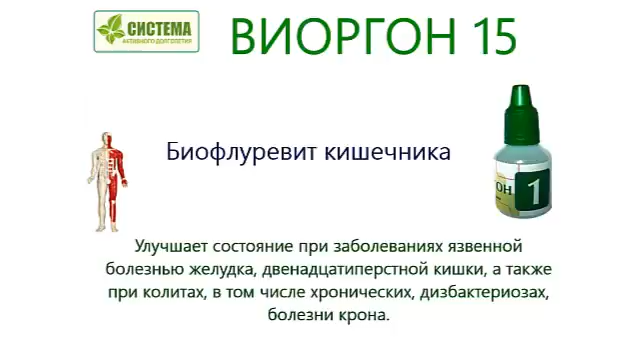 СИСТЕМА
АКТИВНОГО ДОЛГОЛЕТИЯ
ВИОРГОН 15
Биофлуревит кишечника
ОН 1
Улучшает состояние при заболеваниях язвенной
болезнью желудка, двенадцатиперстной кишки, а также
при колитах, в том числе хронических, дизбактериозах,
болезни крона.